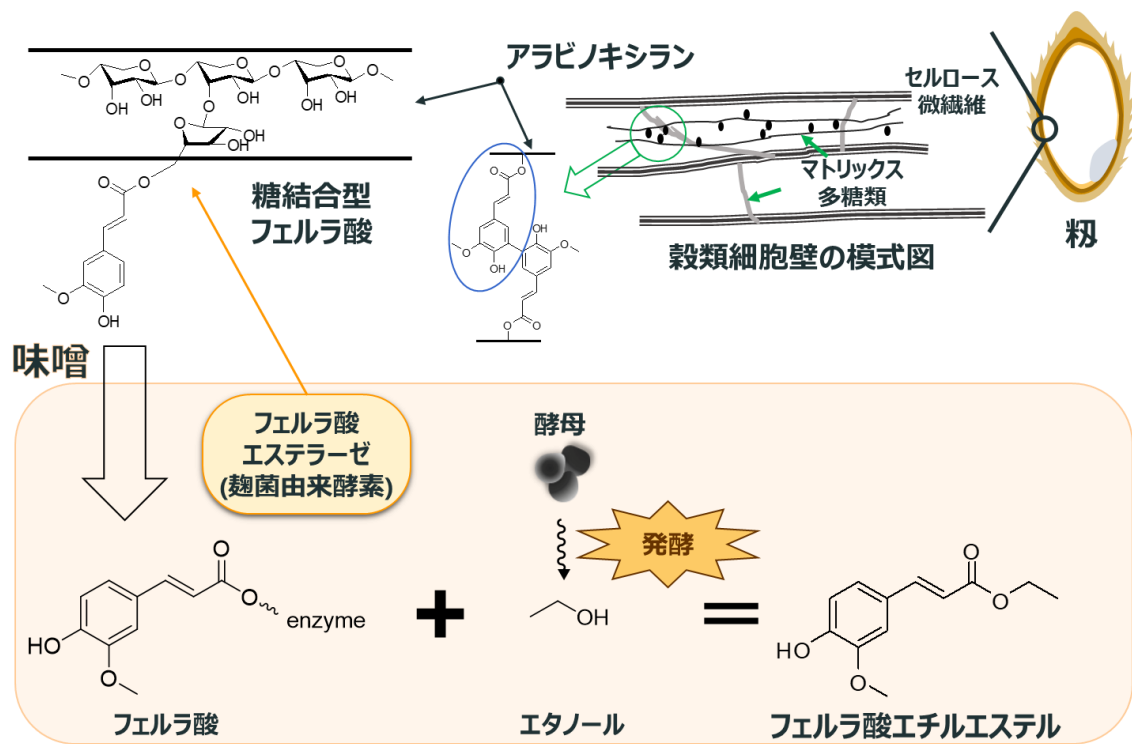 アラビノキシラン
セルロース
微繊維
マトリックス
多糖類
穀類細胞壁の模式図
籾
O
O
O
O
O
O
O
O
OH
OH
OH
OH
O
O
OH
OH
O
O
O
OH
糖結合型
フェルラ酸
O
O
O
OH
OH
O
O
O
味噌
フェルラ酸
エステラーゼ
(麹菌由来酵素)
酵母
発酵
O
O
enzyme
HO
O
フェルラ酸
+
OH
エタノール
=
O
O
HO
O
フェルラ酸エチルエステル